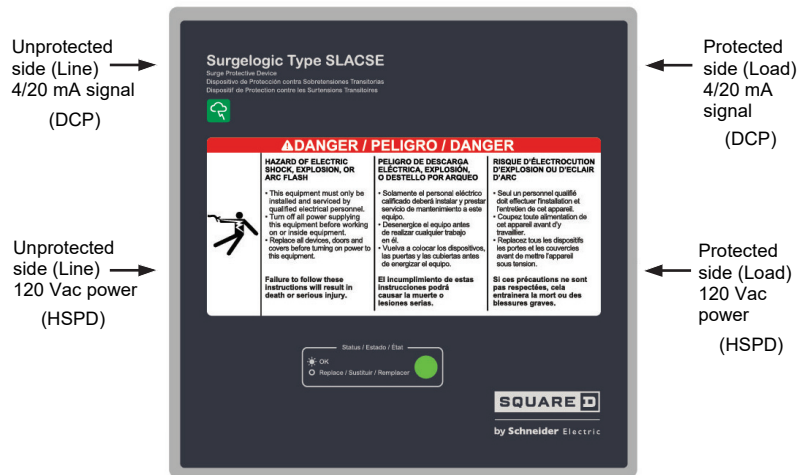 Unprotected
side (Line)
4/20 mA signal
(DCP)
Unprotected
side (Line)
120 Vac power
(HSPD)
Surgelogic Type SLACSE
Surge Protective Device
Dispositivo de Protección contra Sobretensiones Transitorias
Dispositif de Protection contre les Surtensions Transitoires
DANGER / PELIGRO / DANGER
HAZARD OF ELECTRIC
SHOCK, EXPLOSION, OR
ARC FLASH
• This equipment must only be
installed and serviced by
qualified electrical personnel.
• Turn off all power supplying
this equipment before working
on or inside equipment.
• Replace all devices, doors and
covers before turning on power to
this equipment.
Failure to follow these
instructions will result in
death or serious injury.
PELIGRO DE DESCARGA
ELÉCTRICA, EXPLOSIÓN,
O DESTELLO POR ARQUEO
• Solamente el personal eléctrico
calificado deberá instalar y prestar
servicio de mantenimiento a este
equipo.
• Desenergice el equipo antes
de realizar cualquier trabajo
en él.
• Vuelva a colocar los dispositivos,
las puertas y las cubiertas antes
de energizar el equipo.
El incumplimiento de estas
instrucciones podrá
causar la muerte o
lesiones serias.
RISQUE D'ÉLECTROCUTION
D'EXPLOSION OU D'ECLAIR
D'ARC
• Seul un personnel qualifié
doit effectuer l'installation et
l'entretien de cet appareil.
• Coupez toute alimentation de
cet appareil avant d'y
travailler.
• Replacez tous les dispositifs
les portes et les couvercles
avant de mettre l'appareil
sous tension.
Si ces précautions ne sont
pas respectées, cela
entrainera la mort ou des
blessures graves.
Status / Estado / État
OK
Replace / Sustituir / Remplacer
SQUARE D
by Schneider Electric
Protected
side (Load)
4/20 mA
signal
(DCP)
Protected
side (Load)
120 Vac
power
(HSPD)